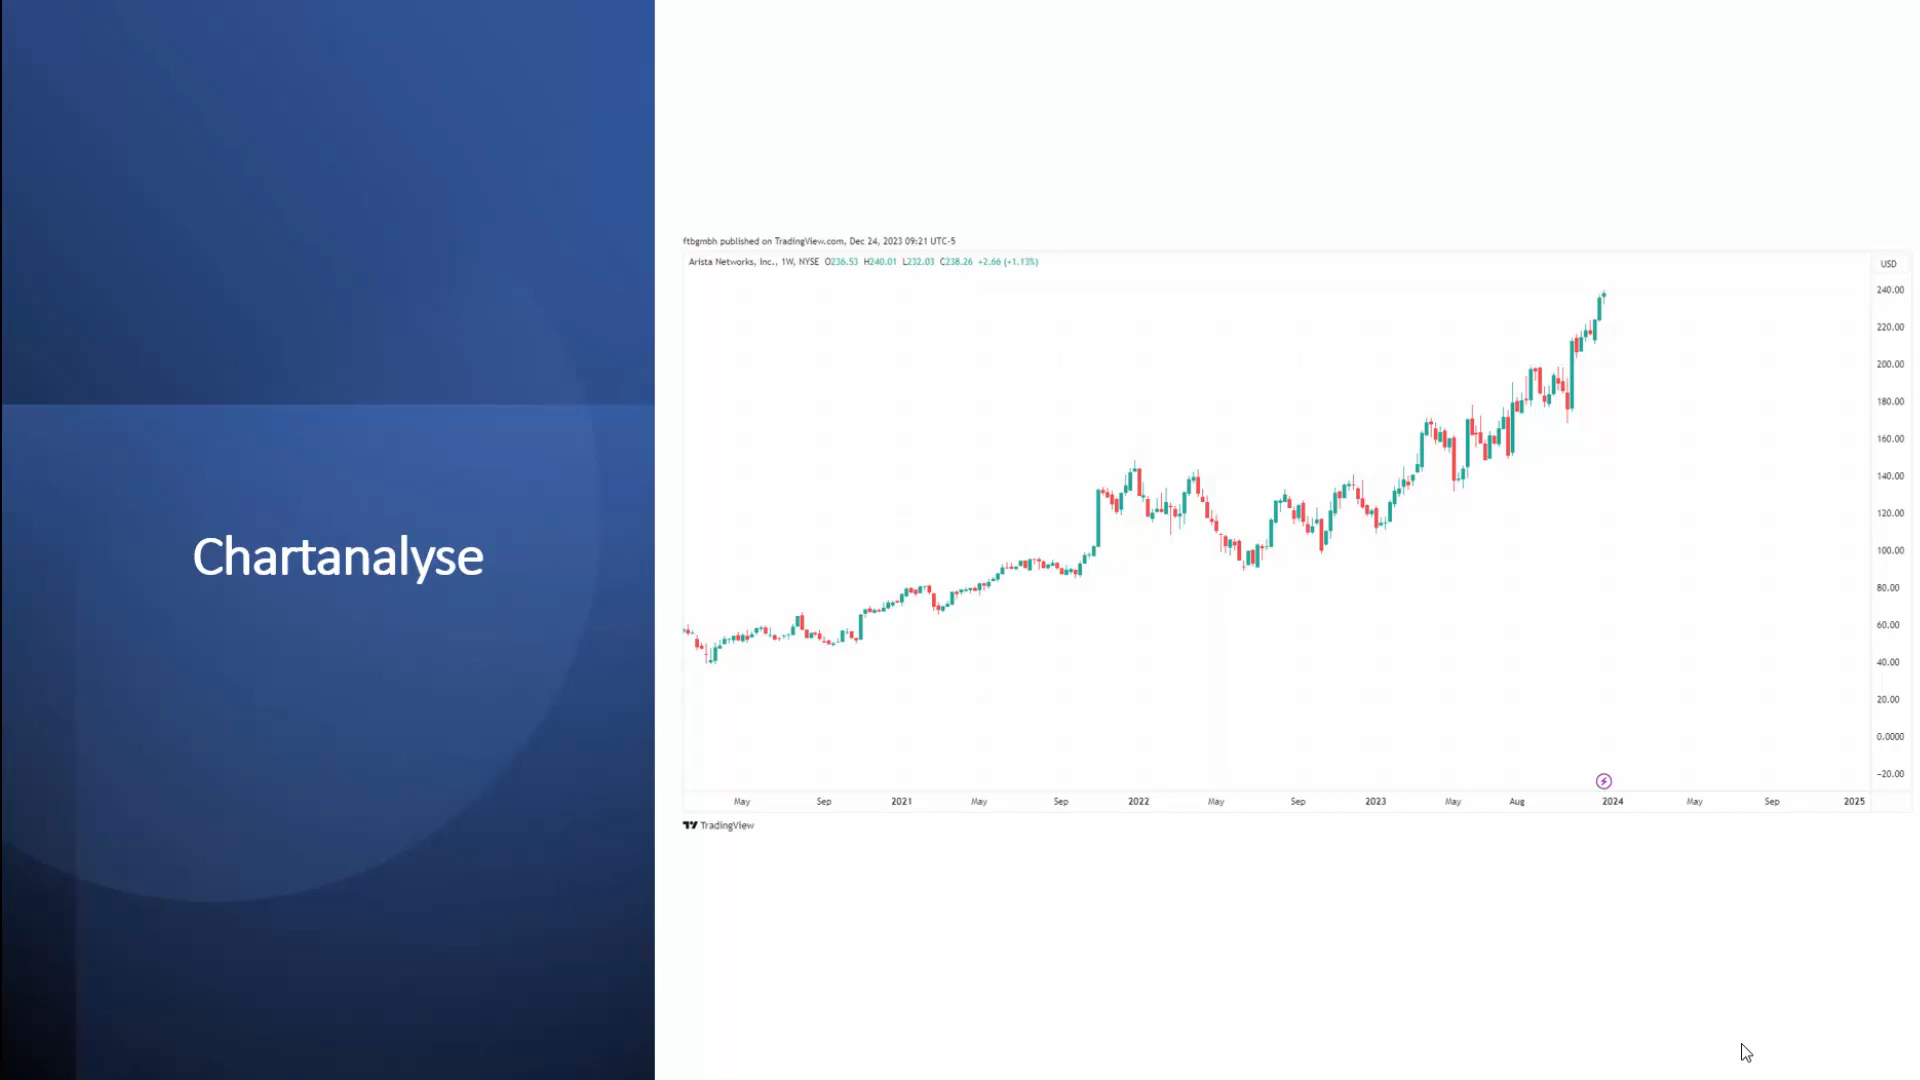 Chartanalyse
ftbgmbh published on TradingView.com, Dec 24, 2023 09:21 UTC-5
Arista Networks, Inc., 1W, NYSE O236.53 H240.01 L232.03 C238.26 +2.66 (+1.13%)
USD
240.00
220.00
200.00
180.00
160.00
140.00
120.00
100.00
80.00
60.00
40.00
20.00
0.0000
−20.00
May Sep 2021 May Sep 2022 May Sep 2023 May Aug 2024 May Sep 2025
TradingView